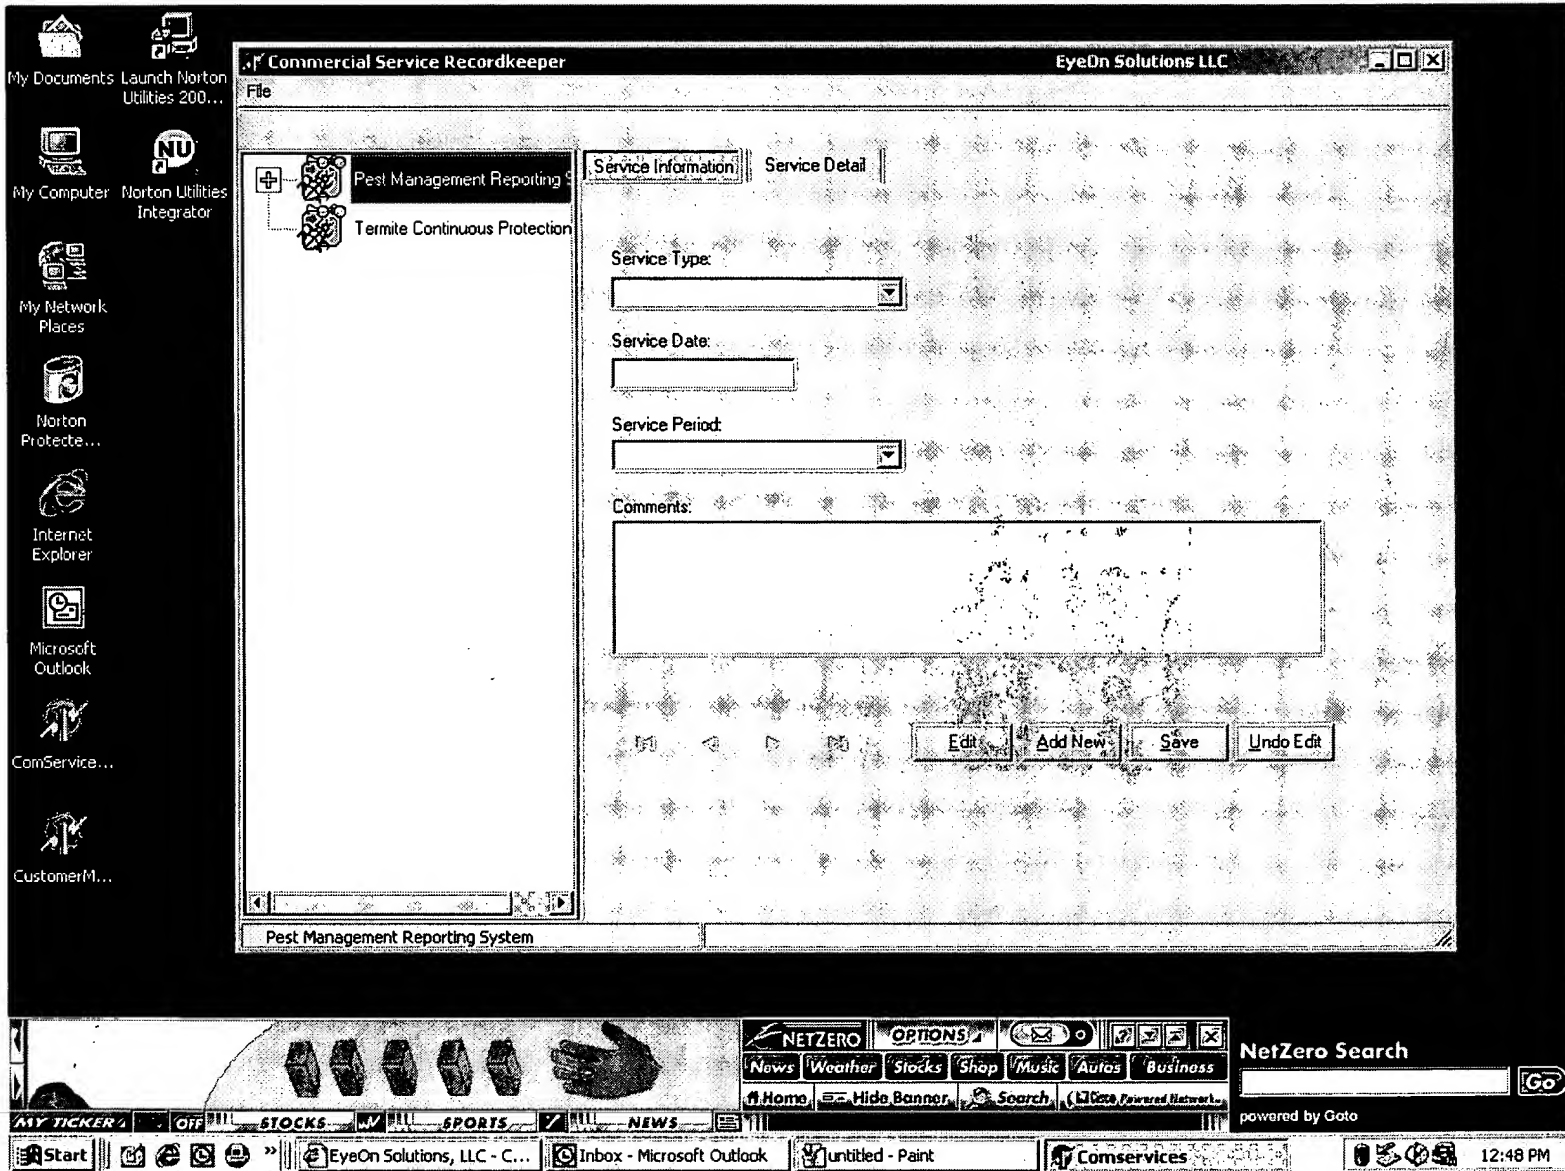 My Documents
Launch Norton
Utilities 200...
My Computer
Norton Utilities
Integrator
My Network
Places
Norton
Protecte...
Internet
Explorer
Microsoft
Outlook
ComService...
CustomerM...
Commercial Service Recordkeeper
EyeOn Solutions LLC
File
Pest Management Reporting S
Termite Continuous Protection
Service Information
Service Detail
Service Type:
Service Date:
Service Period:
Comments:
Edit
Add New
Save
Undo Edit
Pest Management Reporting System
NETZERO
OPTIONS
News
Weather
Stocks
Shop
Music
Autos
Business
Home
Hide Banner
Search
Cisco Powered Network
NetZero Search
Go
powered by Goto
MY TICKER
OFF
STOCKS
SPORTS
NEWS
Start
»
EyeOn Solutions, LLC - C...
Inbox - Microsoft Outlook
untitled - Paint
Comservices
12:48 PM
NU